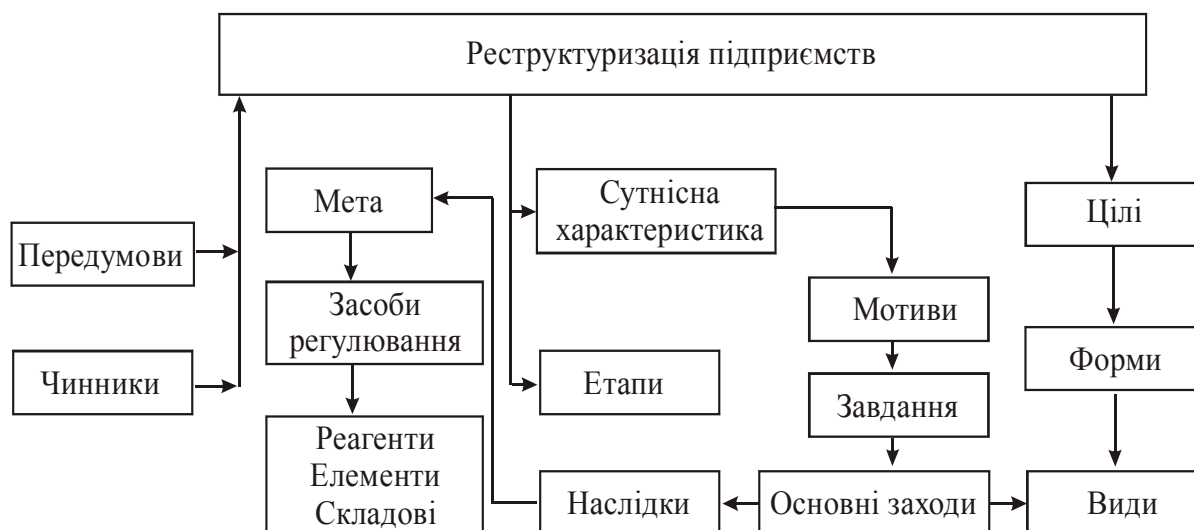 Реструктуризація підприємств
Мета
Сутнісна
характеристика
Цілі
Передумови
Засоби
регулювання
Мотиви
Чинники
Етапи
Форми
Завдання
Реагенти
Елементи
Складові
Наслідки
Основні заходи
Види